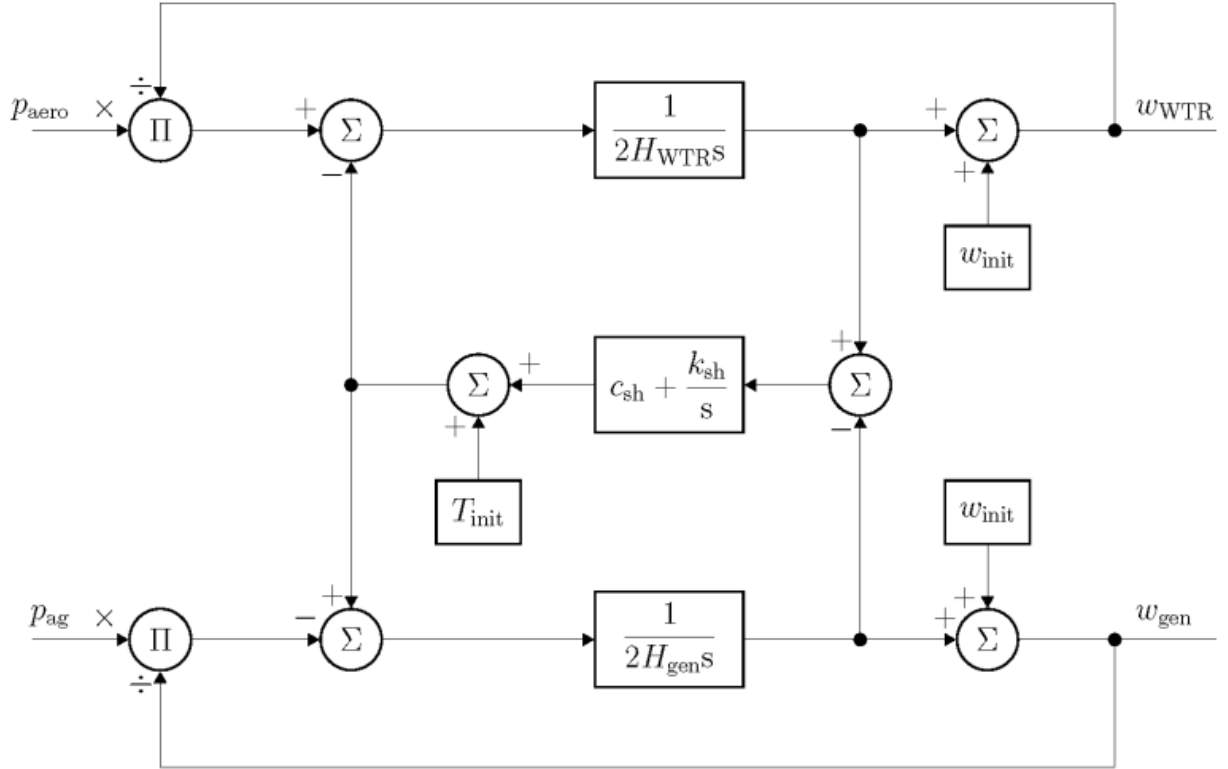 ÷
p_aero × Π + Σ 1/(2H_WTR s) + Σ w_WTR
− +
w_init
+
Σ + c_sh + k_sh/s Σ
+ −
T_init w_init
+ +
p_ag × Π − Σ 1/(2H_gen s) + Σ w_gen
÷